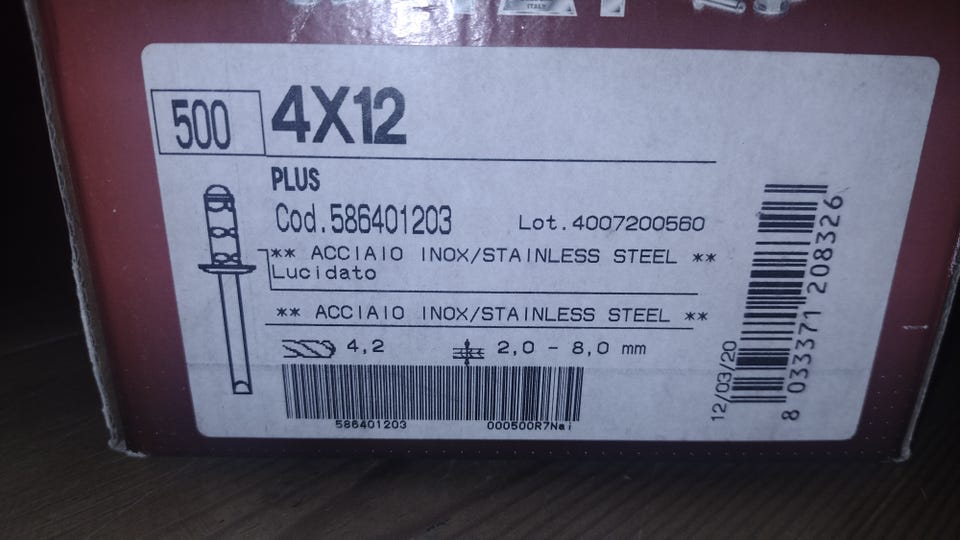 ITALY
500
4X12
PLUS
Cod.586401203
Lot.4007200560
** ACCIAIO INOX/STAINLESS STEEL **
Lucidato
** ACCIAIO INOX/STAINLESS STEEL **
4,2
2,0 - 8,0 mm
586401203
000500R7Nai
12/03/20
8 033371 208326